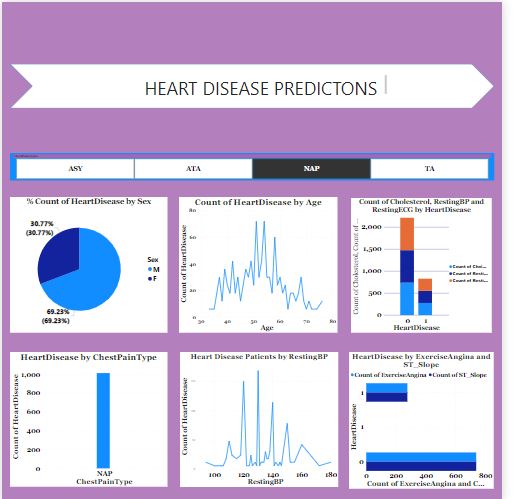 HEART DISEASE PREDICTONS
ASY
ATA
NAP
TA
% Count of HeartDisease by Sex
30.77%
(30.77%)
69.23%
(69.23%)
Sex
M
F
Count of HeartDisease by Age
Count of HeartDisease
80
60
40
20
0
30
40
50
60
70
80
Age
Count of Cholesterol, RestingBP and
RestingECG by HeartDisease
Count of Cholesterol, Count of ...
2,000
1,500
1,000
500
0
0
1
HeartDisease
Count of Chol...
Count of Resti...
Count of Resti...
HeartDisease by ChestPainType
Count of HeartDisease
1,000
800
600
400
200
0
NAP
ChestPainType
Heart Disease Patients by RestingBP
Count of HeartDisease
100
120
140
160
180
RestingBP
HeartDisease by ExerciseAngina and
ST_Slope
Count of ExerciseAngina
Count of ST_Slope
HeartDisease
1
1
0
0
200
400
600
800
Count of ExerciseAngina and C...